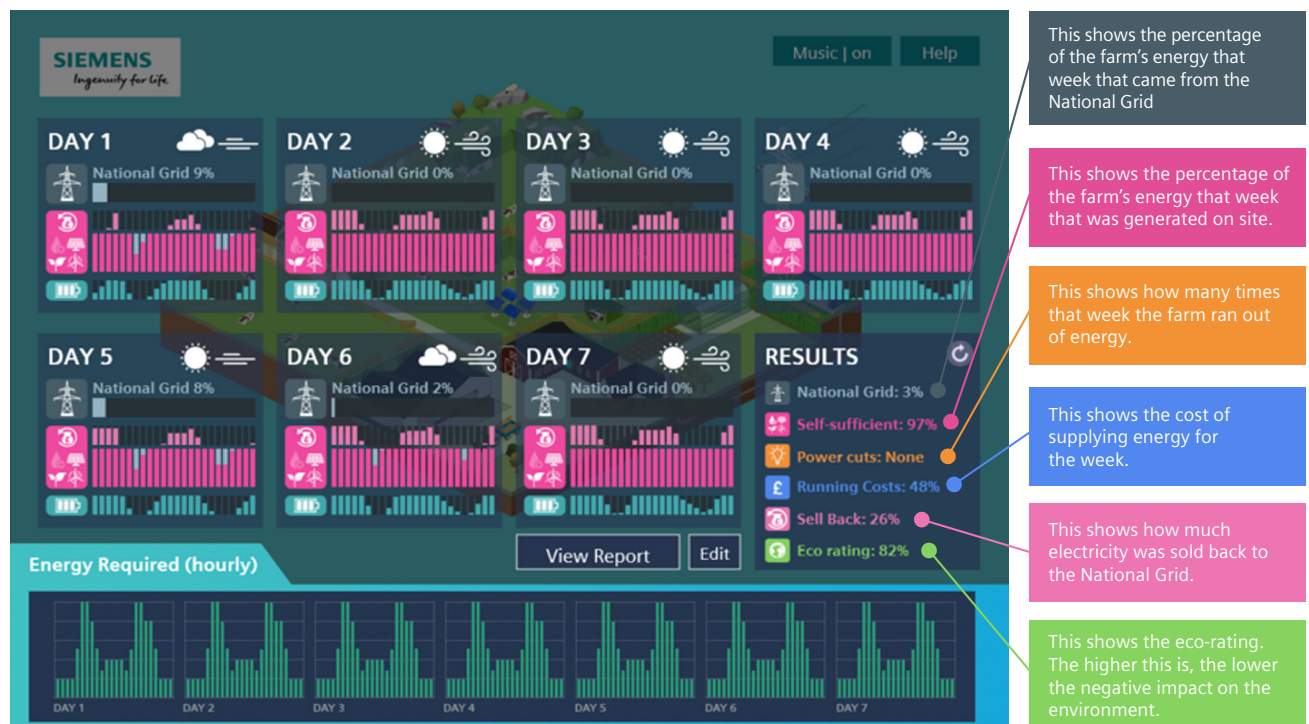 SIEMENS
Ingenuity for life
Music | on
Help
DAY 1
National Grid 9%
DAY 2
National Grid 0%
DAY 3
National Grid 0%
DAY 4
National Grid 0%
DAY 5
National Grid 8%
DAY 6
National Grid 2%
DAY 7
National Grid 0%
RESULTS
National Grid: 3%
Self-sufficient: 97%
Power cuts: None
£
Running Costs: 48%
Sell Back: 26%
Eco rating: 82%
View Report
Edit
Energy Required (hourly)
DAY 1
DAY 2
DAY 3
DAY 4
DAY 5
DAY 6
DAY 7
This shows the percentage
of the farm’s energy that
week that came from the
National Grid
This shows the percentage of
the farm’s energy that week
that was generated on site.
This shows how many times
that week the farm ran out
of energy.
This shows the cost of
supplying energy for
the week.
This shows how much
electricity was sold back to
the National Grid.
This shows the eco-rating.
The higher this is, the lower
the negative impact on the
environment.